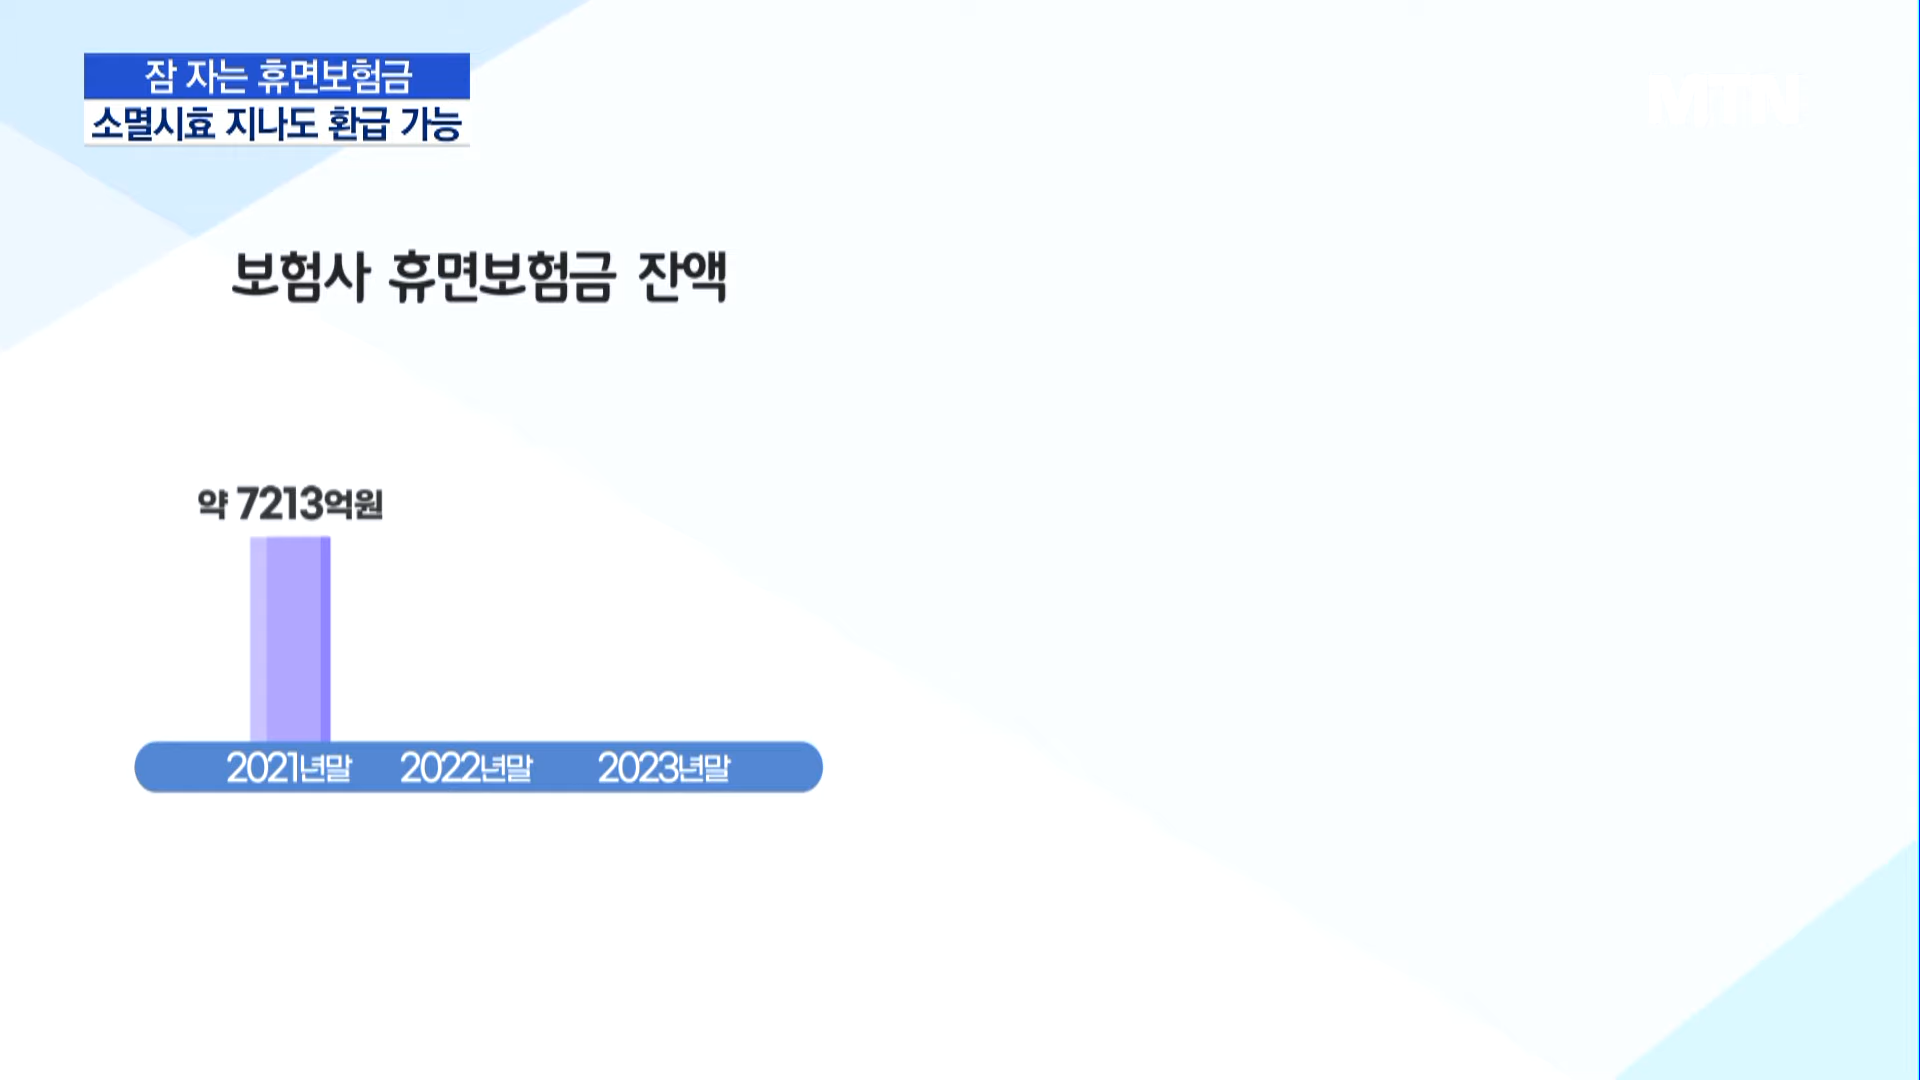 잠 자는 휴면보험금
소멸시효 지나도 환급 가능
MTN
보험사 휴면보험금 잔액
약 7213억원
2021년말 2022년말 2023년말